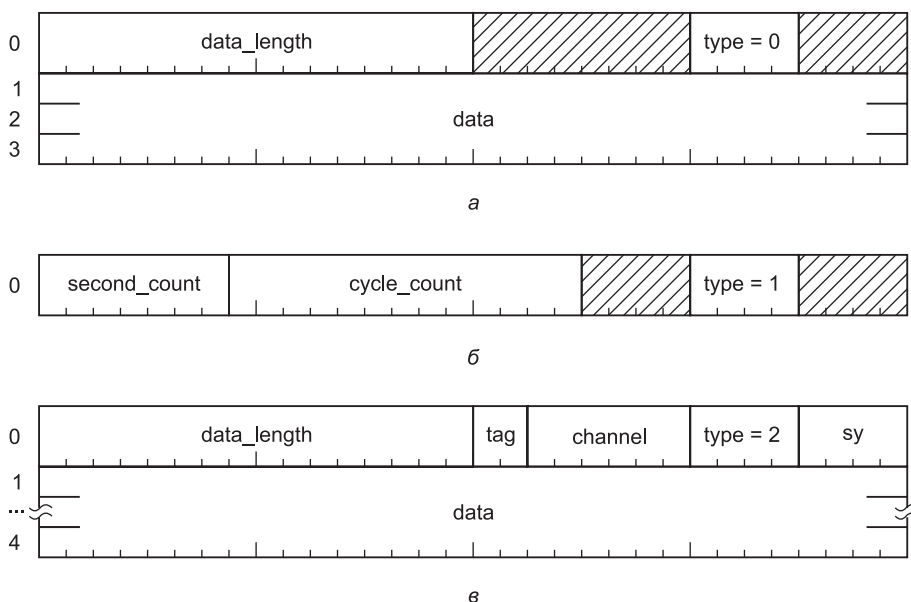 0 data_length type = 0
1
2 data
3
а
0 second_count cycle_count type = 1
б
0 data_length tag channel type = 2 sy
1
... data
4
в